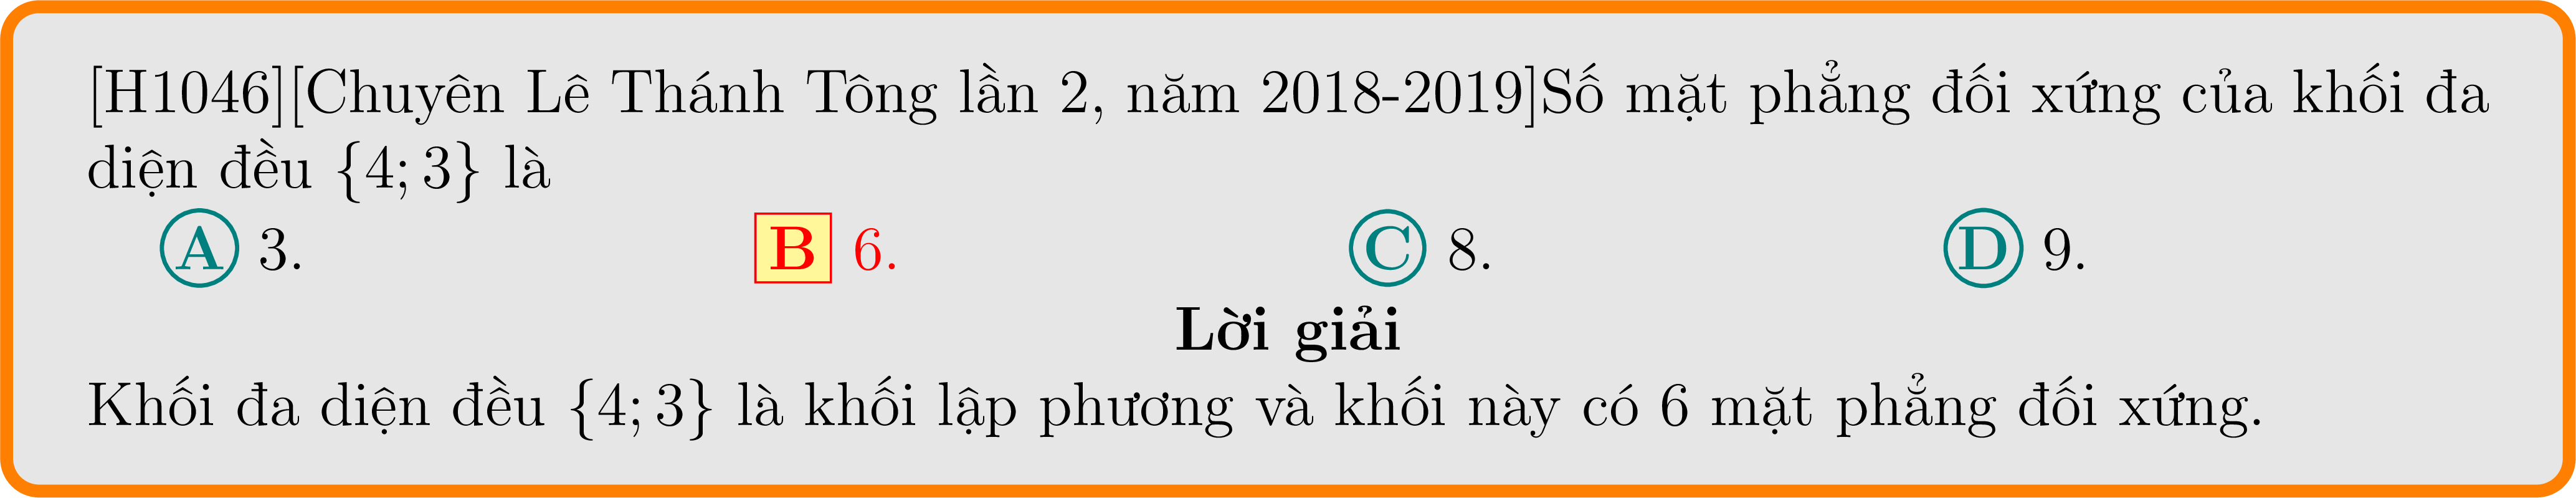 [H1046][Chuyên Lê Thánh Tông lần 2, năm 2018-2019]Số mặt phẳng đối xứng của khối đa
diện đều {4; 3} là
A 3. B 6. C 8. D 9.
Lời giải
Khối đa diện đều {4; 3} là khối lập phương và khối này có 6 mặt phẳng đối xứng.